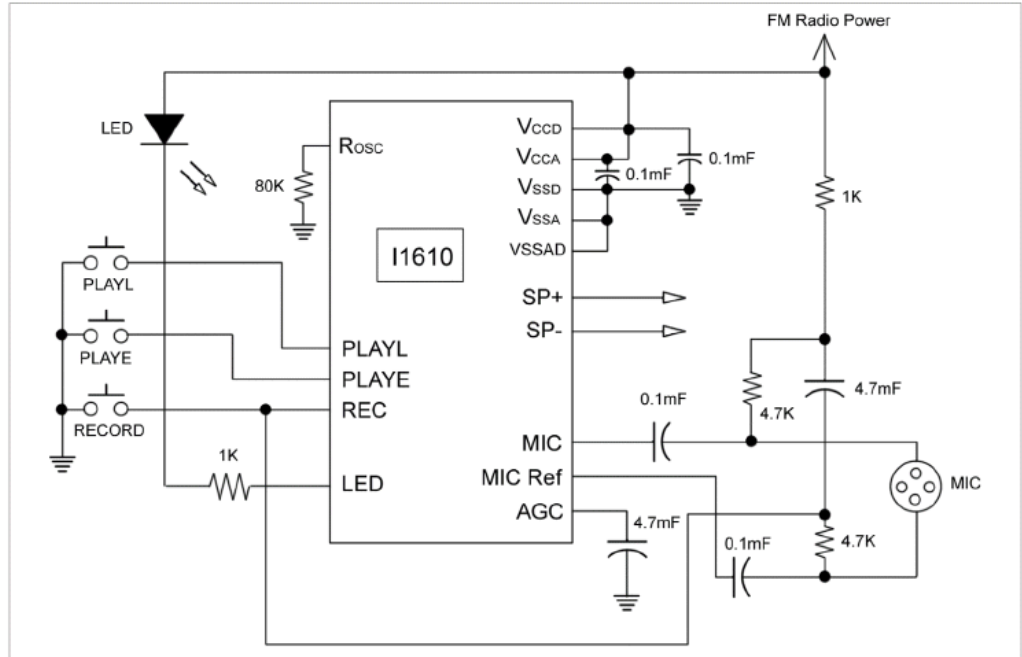 FM Radio Power
LED
ROSC
80K
VCCD
VCCA
VSSD
VSSA
VSSAD
0.1mF
0.1mF
1K
I1610
PLAYL
PLAYE
RECORD
SP+
SP-
PLAYL
PLAYE
REC
LED
1K
MIC
MIC Ref
AGC
0.1mF
4.7K
4.7mF
MIC
4.7mF
0.1mF
4.7K